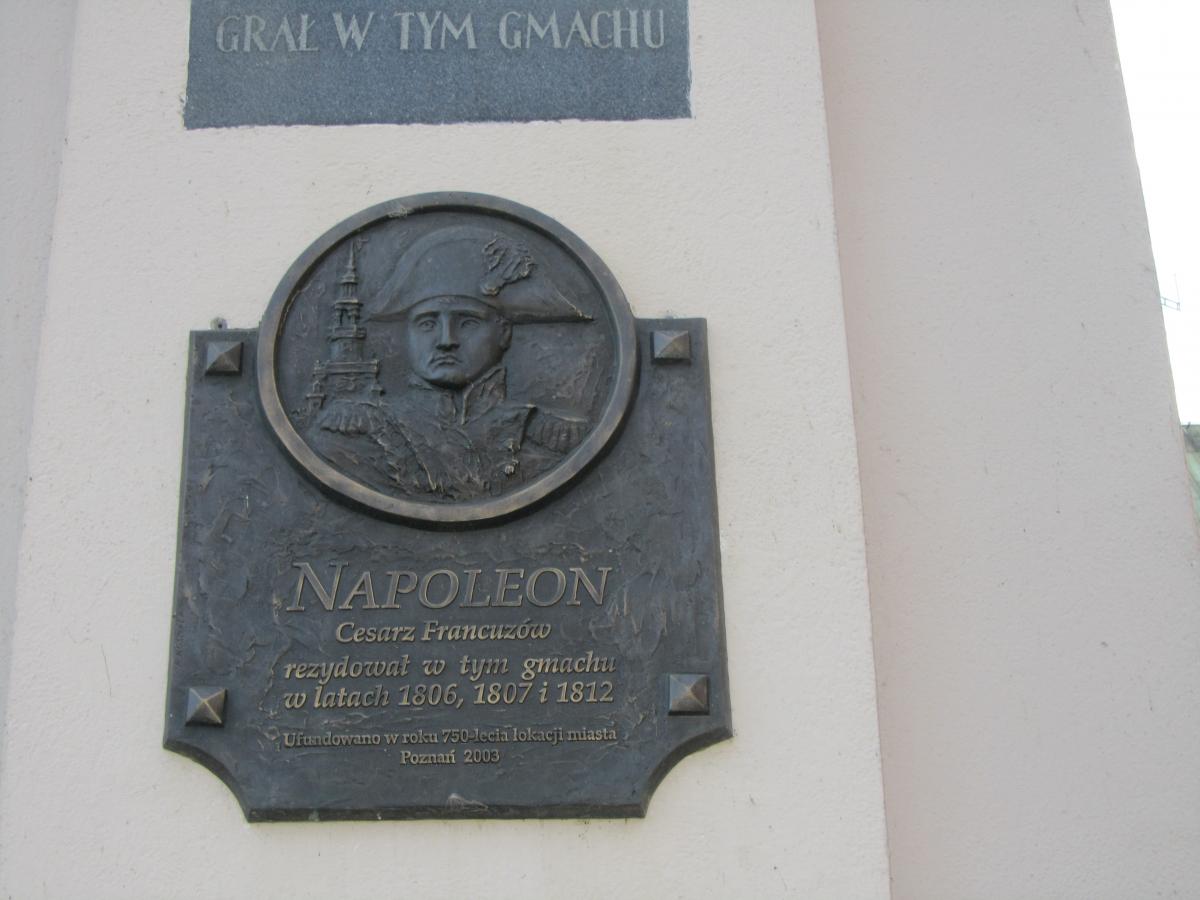 GRAŁ W TYM GMACHU
NAPOLEON
Cesarz Francuzów
rezydował w tym gmachu
w latach 1806, 1807 i 1812
Ufundowano w roku 750-lecia lokacji miasta
Poznań 2003